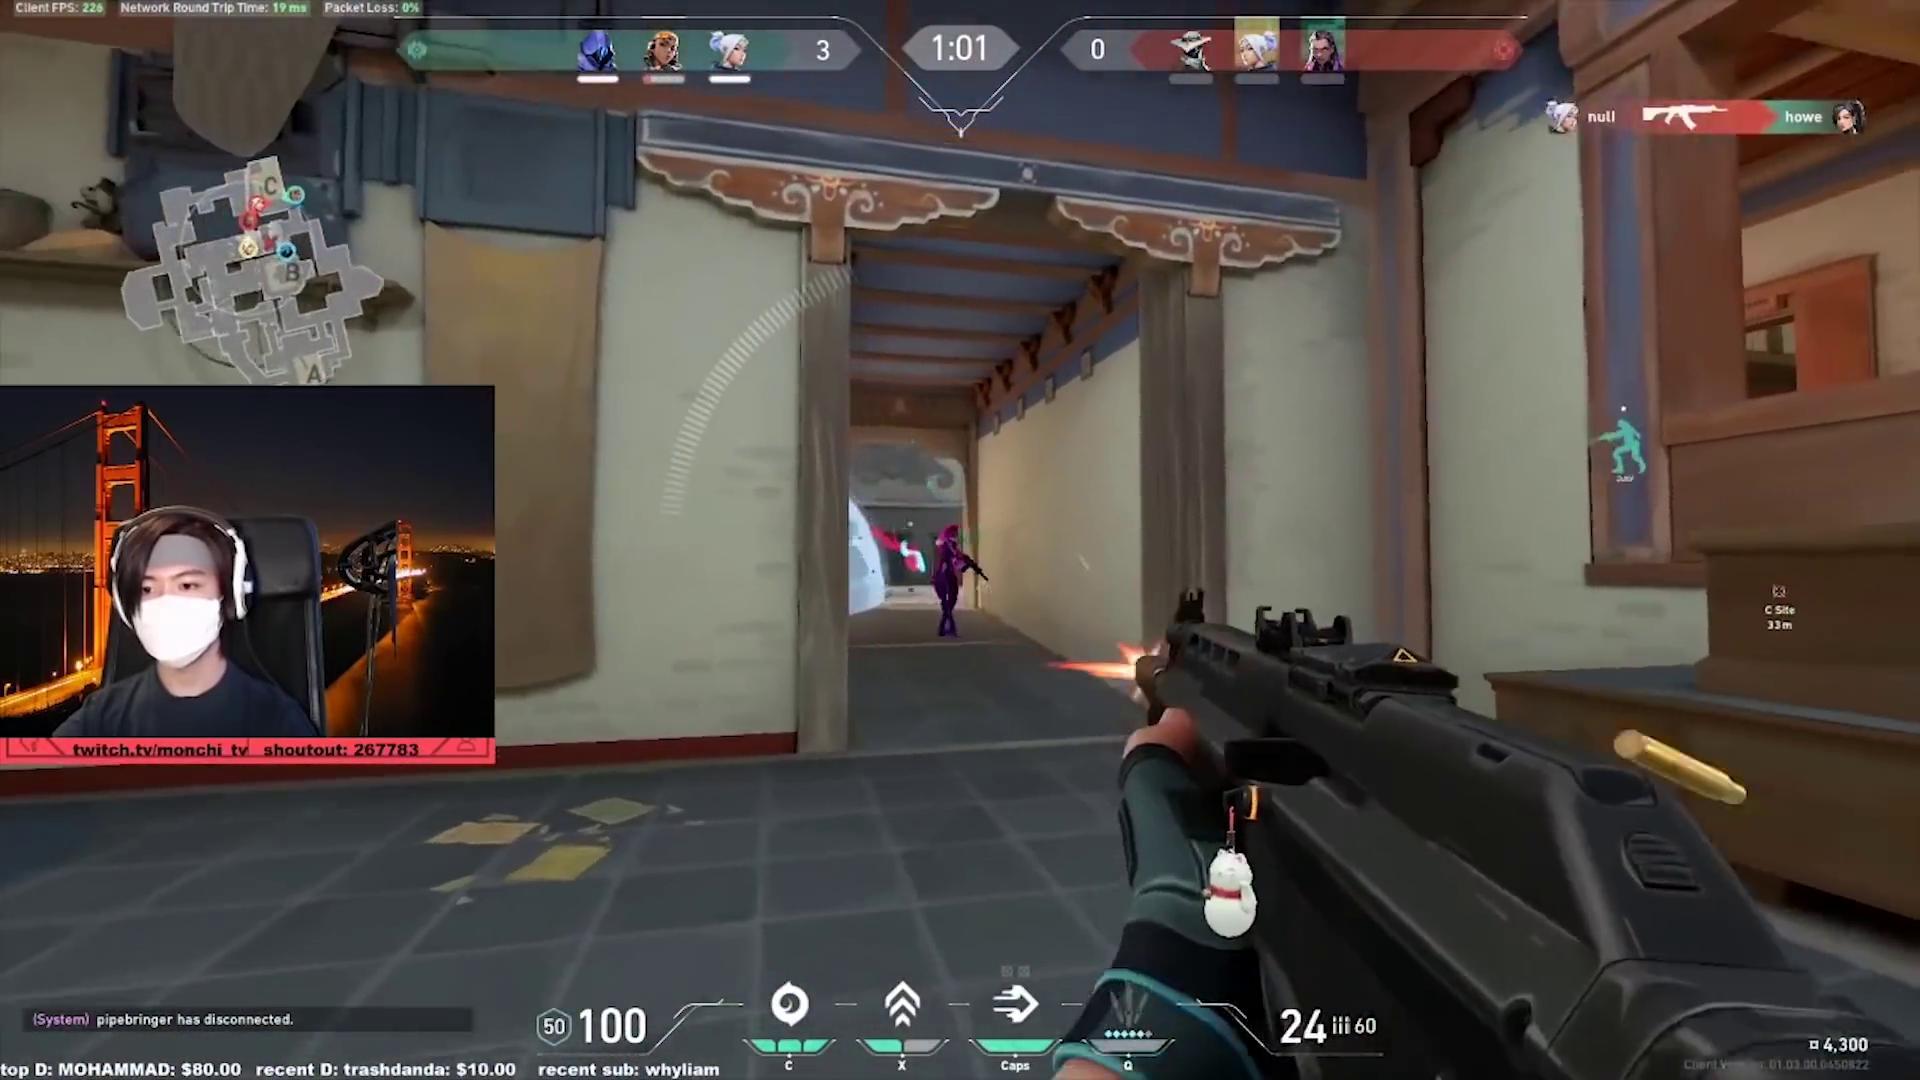 Client FPS: 226 Network Round Trip Time: 19 ms Packet Loss: 0%
3 1:01 0
null howe
C
B
A
C Site
33m
twitch.tv/monchi_tv shoutout: 267783
(System) pipebringer has disconnected.
50 100
C X Caps Q
24 60
4,300
top D: MOHAMMAD: $80.00 recent D: trashdanda: $10.00 recent sub: whyliam